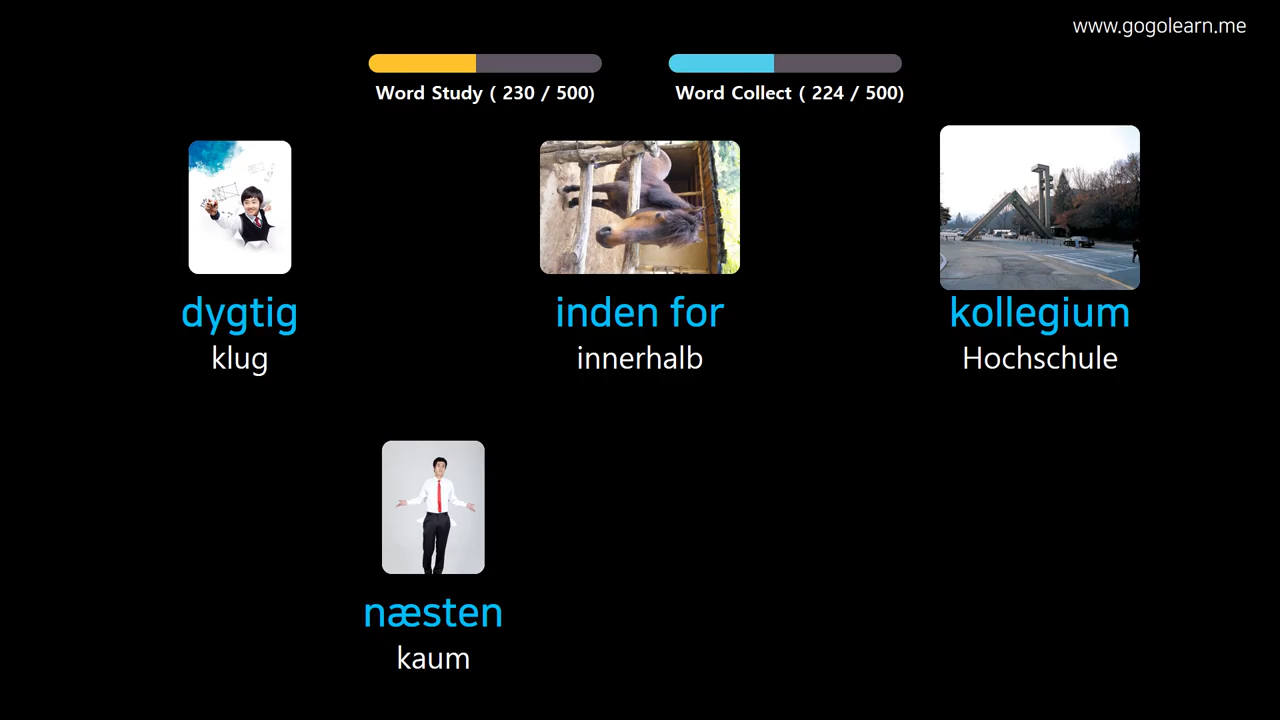 www.gogolearn.me
Word Study ( 230 / 500)
Word Collect ( 224 / 500)
dygtig
klug
inden for
innerhalb
kollegium
Hochschule
næsten
kaum